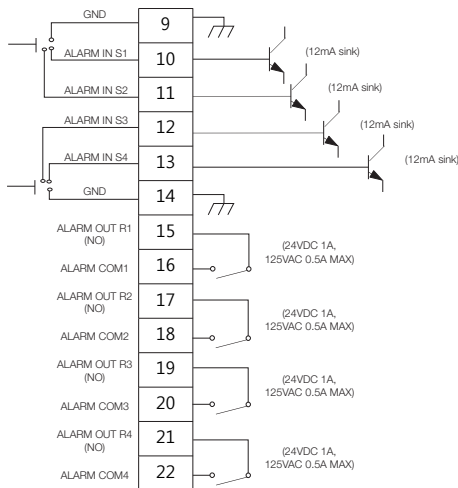 GND
9
ALARM IN S1
10
(12mA sink)
ALARM IN S2
11
(12mA sink)
ALARM IN S3
12
(12mA sink)
ALARM IN S4
13
(12mA sink)
GND
14
ALARM OUT R1
(NO)
15
(24VDC 1A,
125VAC 0.5A MAX)
ALARM COM1
16
ALARM OUT R2
(NO)
17
(24VDC 1A,
125VAC 0.5A MAX)
ALARM COM2
18
ALARM OUT R3
(NO)
19
(24VDC 1A,
125VAC 0.5A MAX)
ALARM COM3
20
ALARM OUT R4
(NO)
21
(24VDC 1A,
125VAC 0.5A MAX)
ALARM COM4
22